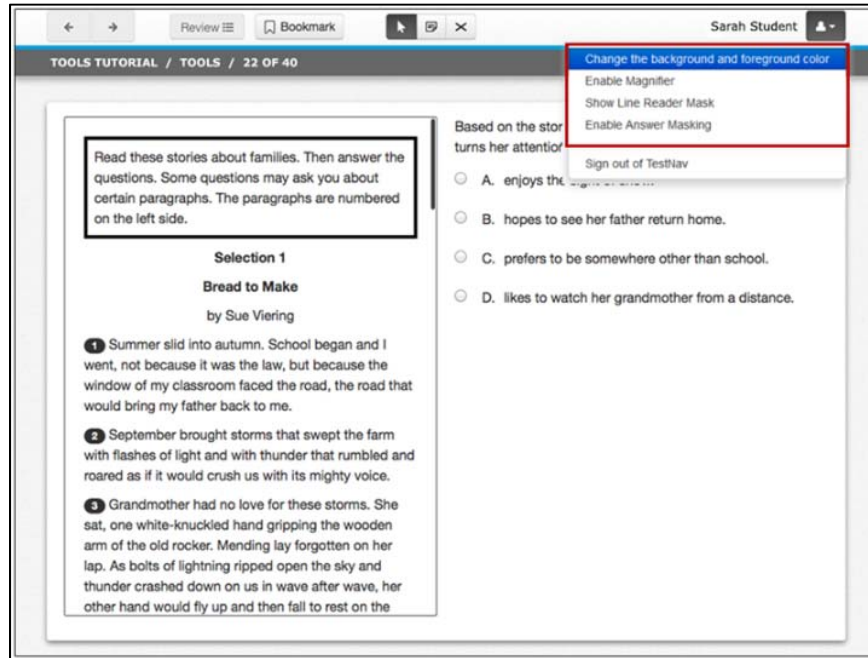 Review
Bookmark
Sarah Student
TOOLS TUTORIAL / TOOLS / 22 OF 40
Change the background and foreground color
Enable Magnifier
Show Line Reader Mask
Enable Answer Masking
Sign out of TestNav
Read these stories about families. Then answer the
questions. Some questions may ask you about
certain paragraphs. The paragraphs are numbered
on the left side.
Selection 1
Bread to Make
by Sue Viering
1 Summer slid into autumn. School began and I
went, not because it was the law, but because the
window of my classroom faced the road, the road that
would bring my father back to me.
2 September brought storms that swept the farm
with flashes of light and with thunder that rumbled and
roared as if it would crush us with its mighty voice.
3 Grandmother had no love for these storms. She
sat, one white-knuckled hand gripping the wooden
arm of the old rocker. Mending lay forgotten on her
lap. As bolts of lightning ripped open the sky and
thunder crashed down on us in wave after wave, her
other hand would fly up and then fall to rest on the
Based on the
turns her
A. enjoys
B. hopes to see her father return home.
C. prefers to be somewhere other than school.
D. likes to watch her grandmother from a distance.